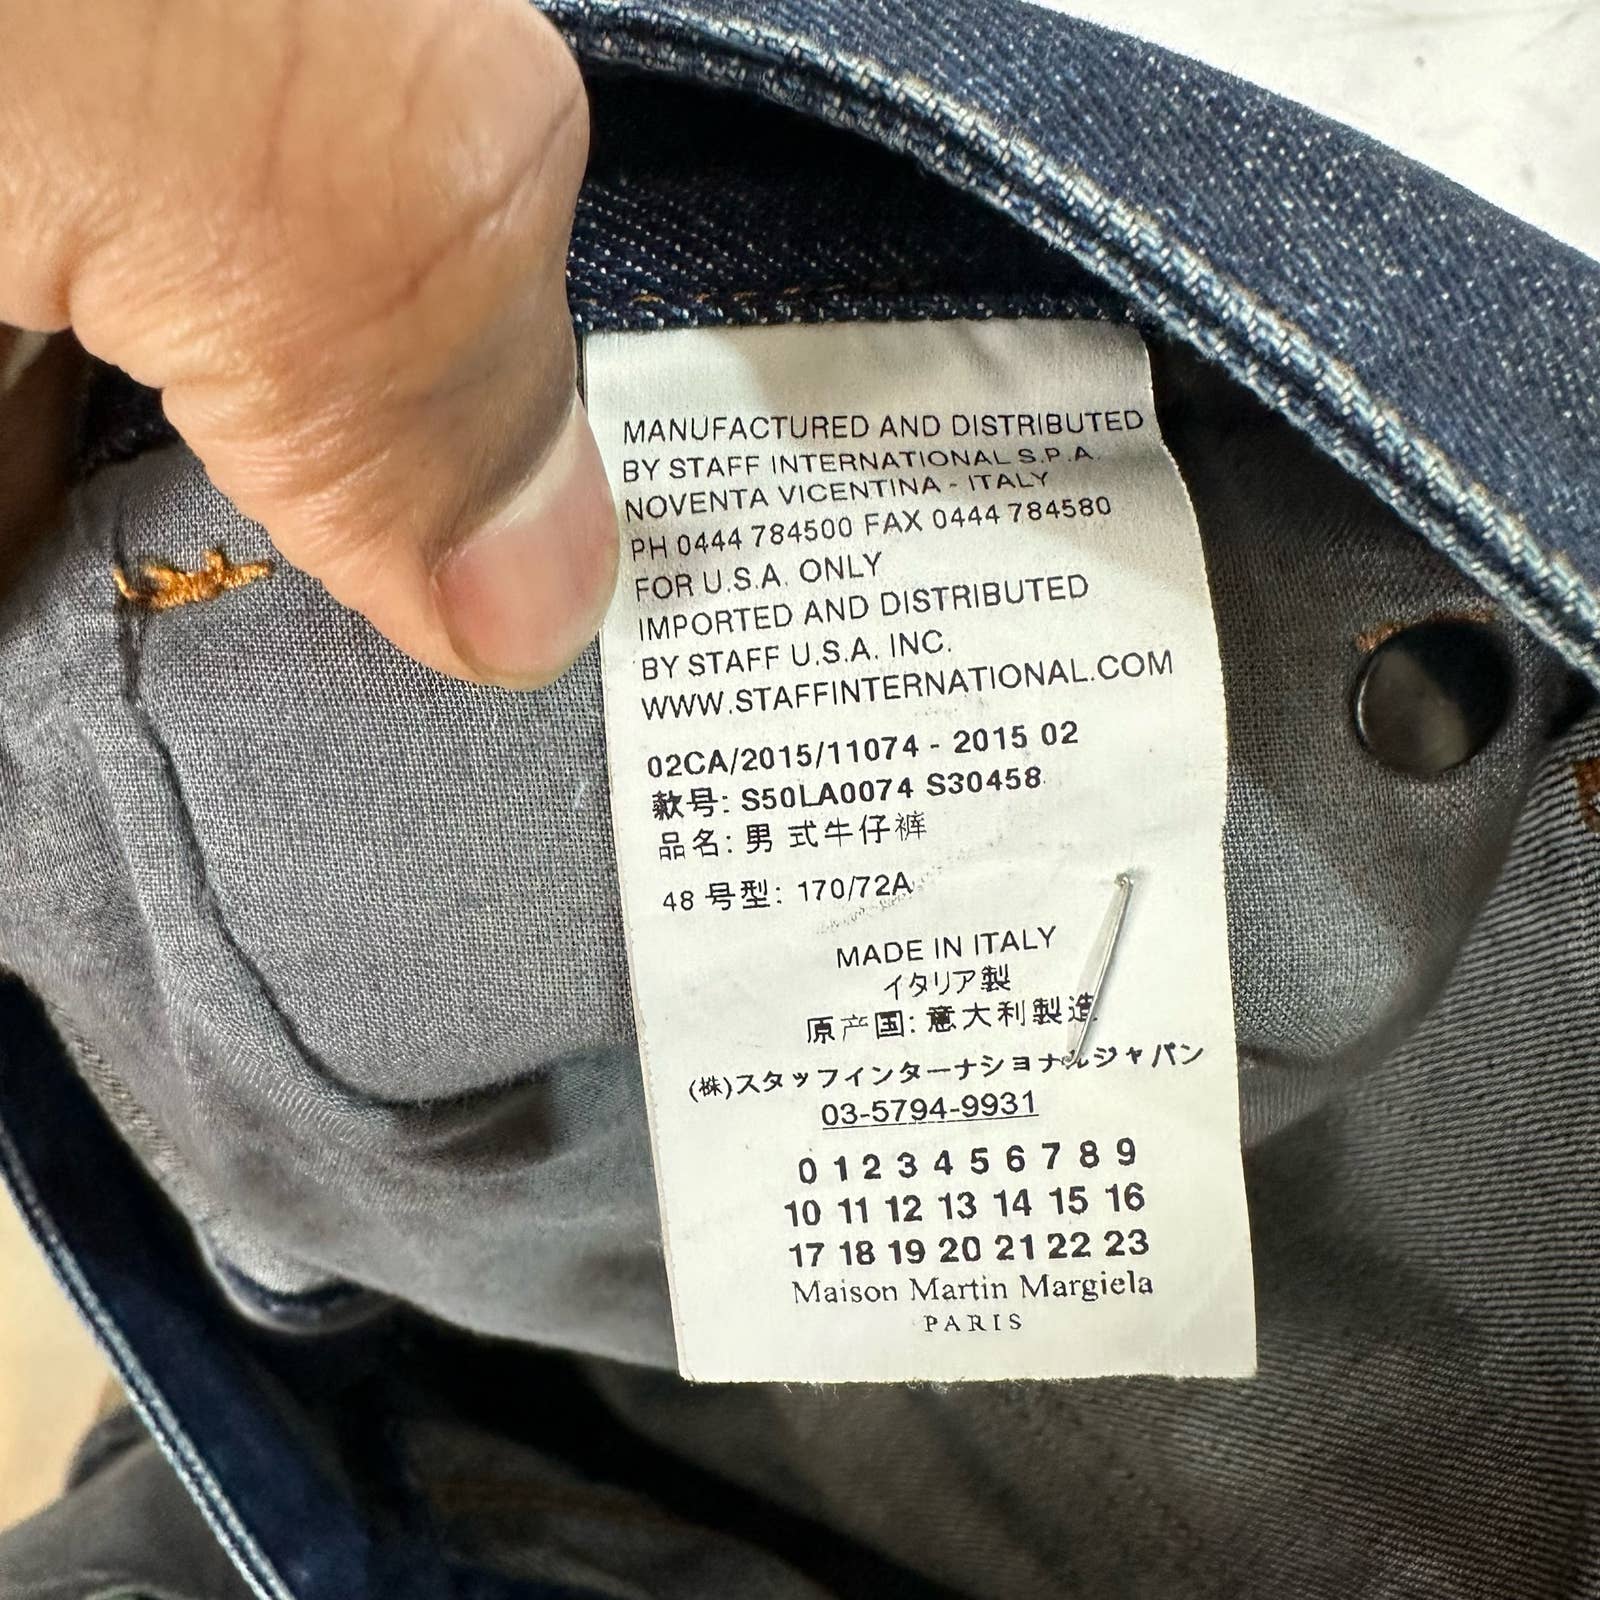 MANUFACTURED AND DISTRIBUTED
BY STAFF INTERNATIONAL S.P.A.
NOVENTA VICENTINA - ITALY
PH 0444 784500 FAX 0444 784580
FOR U.S.A. ONLY
IMPORTED AND DISTRIBUTED
BY STAFF U.S.A. INC.
WWW.STAFFINTERNATIONAL.COM
02CA/2015/11074 - 2015 02
款号: S50LA0074 S30458
品名: 男 式牛仔裤
48 号型: 170/72A
MADE IN ITALY
イタリア製
原产国: 意大利製造
(株)スタッフインターナショナルジャパン
03-5794-9931
0 1 2 3 4 5 6 7 8 9
10 11 12 13 14 15 16
17 18 19 20 21 22 23
Maison Martin Margiela
PARIS